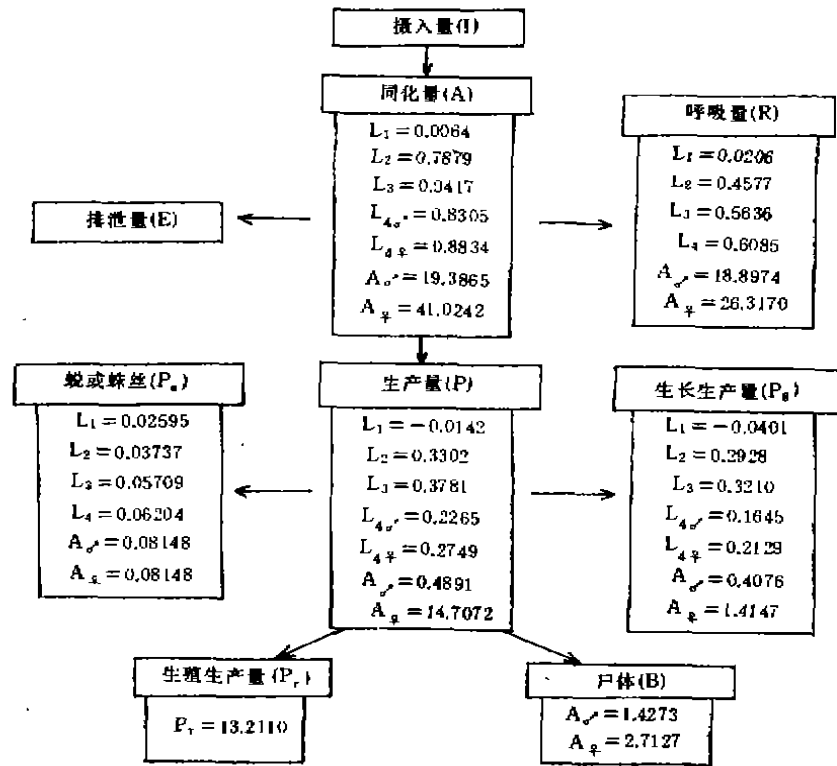 摄入量(I)
同化量(A)
L₁=0.0064
L₂=0.7879
L₃=0.9417
L₄♂=0.8305
L₄♀=0.8834
A♂=19.3865
A♀=41.0242
呼吸量(R)
L₁=0.0206
L₂=0.4577
L₃=0.5636
L₄=0.6085
A♂=18.8974
A♀=26.3170
排泄量(E)
蜕或蛛丝(Pₑ)
L₁=0.02595
L₂=0.03737
L₃=0.05709
L₄=0.06204
A♂=0.08148
A♀=0.08148
生产量(P)
L₁=-0.0142
L₂=0.3302
L₃=0.3781
L₄♂=0.2265
L₄♀=0.2749
A♂=0.4891
A♀=14.7072
生长生产量(Pg)
L₁=-0.0401
L₂=0.2928
L₃=0.3210
L₄♂=0.1645
L₄♀=0.2129
A♂=0.4076
A♀=1.4147
生殖生产量(Pᵣ)
Pᵣ=13.2110
尸体(B)
A♂=1.4273
A♀=2.7127